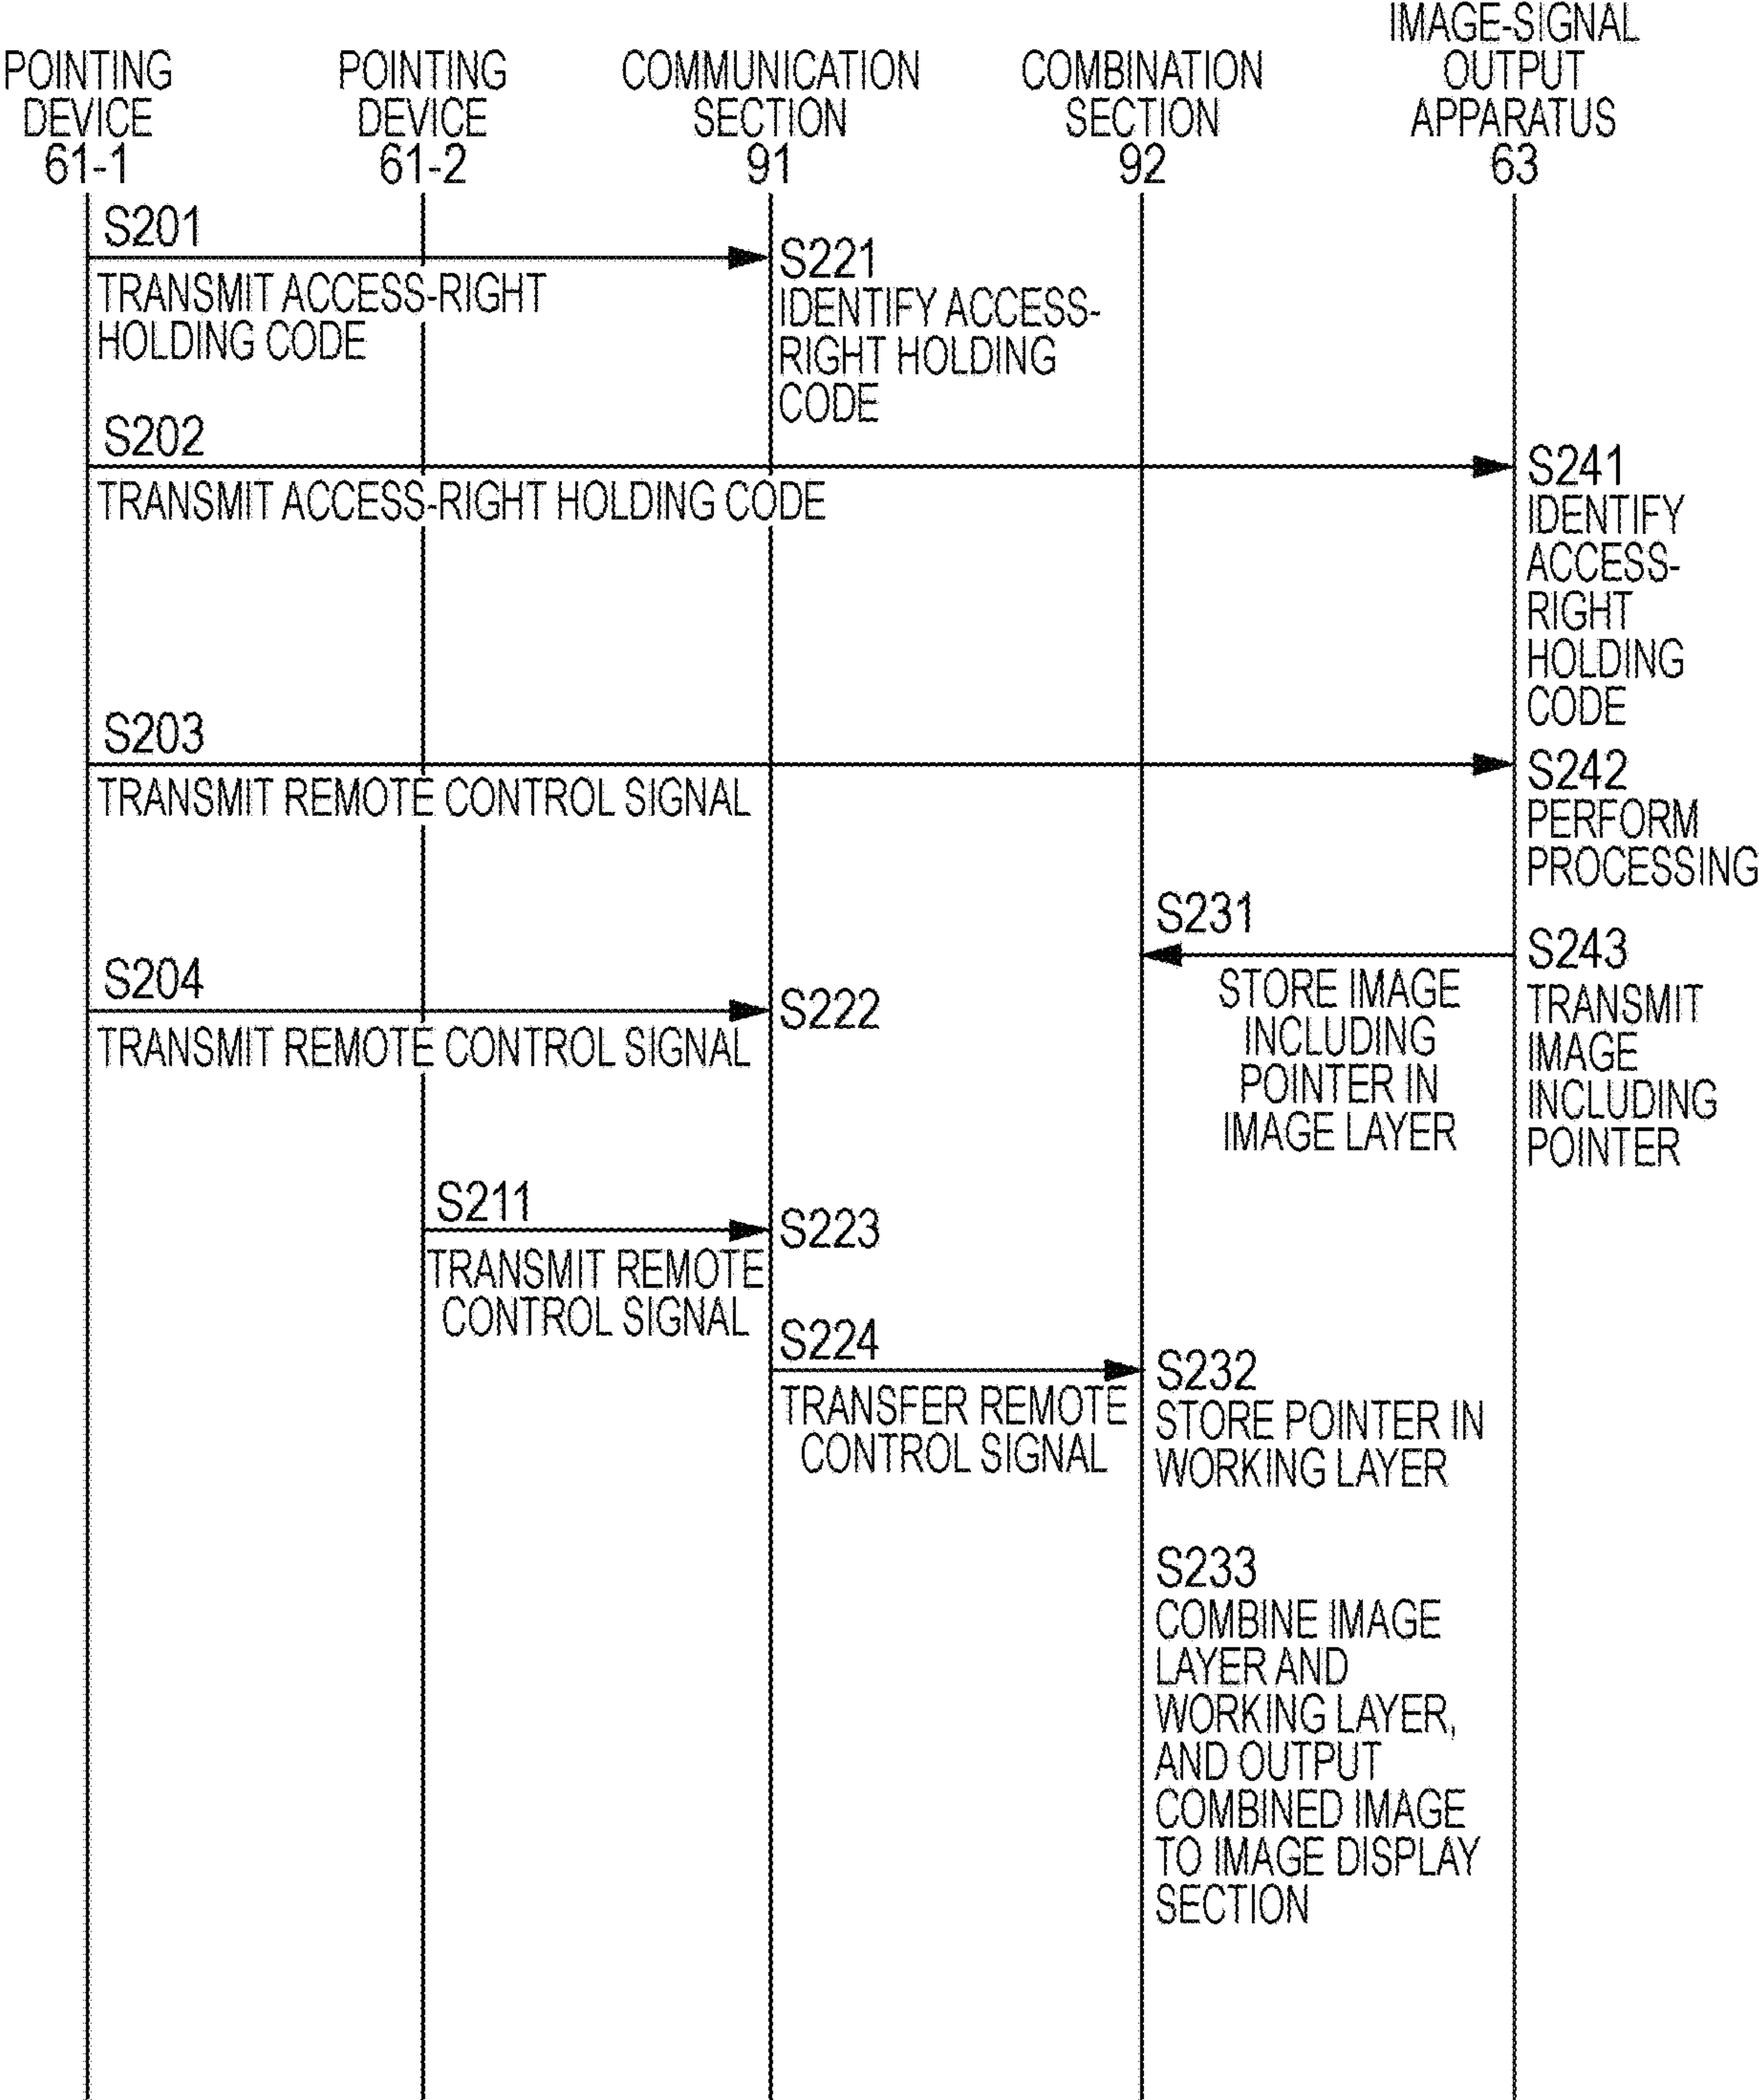 POINTING
DEVICE
61-1
POINTING
DEVICE
61-2
COMMUNICATION
SECTION
91
COMBINATION
SECTION
92
IMAGE-SIGNAL
OUTPUT
APPARATUS
63
S201
TRANSMIT ACCESS-RIGHT
HOLDING CODE
S221
IDENTIFY ACCESS-
RIGHT HOLDING
CODE
S202
TRANSMIT ACCESS-RIGHT HOLDING CODE
S241
IDENTIFY
ACCESS-
RIGHT
HOLDING
CODE
S203
TRANSMIT REMOTE CONTROL SIGNAL
S242
PERFORM
PROCESSING
S231
STORE IMAGE
INCLUDING
POINTER IN
IMAGE LAYER
S243
TRANSMIT
IMAGE
INCLUDING
POINTER
S204
TRANSMIT REMOTE CONTROL SIGNAL
S222
S211
TRANSMIT REMOTE
CONTROL SIGNAL
S223
S224
TRANSFER REMOTE
CONTROL SIGNAL
S232
STORE POINTER IN
WORKING LAYER
S233
COMBINE IMAGE
LAYER AND
WORKING LAYER,
AND OUTPUT
COMBINED IMAGE
TO IMAGE DISPLAY
SECTION